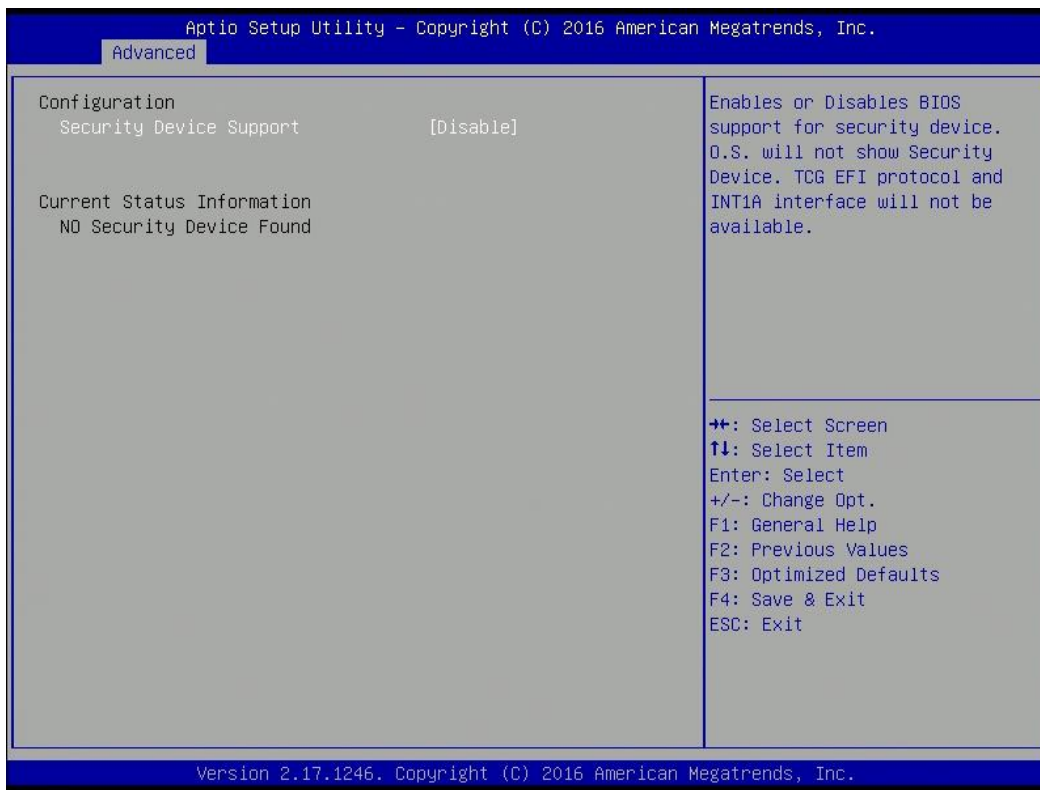 Aptio Setup Utility – Copyright (C) 2016 American Megatrends, Inc.
Advanced
Configuration
Security Device Support [Disable]
Current Status Information
NO Security Device Found
Enables or Disables BIOS
support for security device.
O.S. will not show Security
Device. TCG EFI protocol and
INT1A interface will not be
available.
→←: Select Screen
↑↓: Select Item
Enter: Select
+/-: Change Opt.
F1: General Help
F2: Previous Values
F3: Optimized Defaults
F4: Save & Exit
ESC: Exit
Version 2.17.1246. Copyright (C) 2016 American Megatrends, Inc.